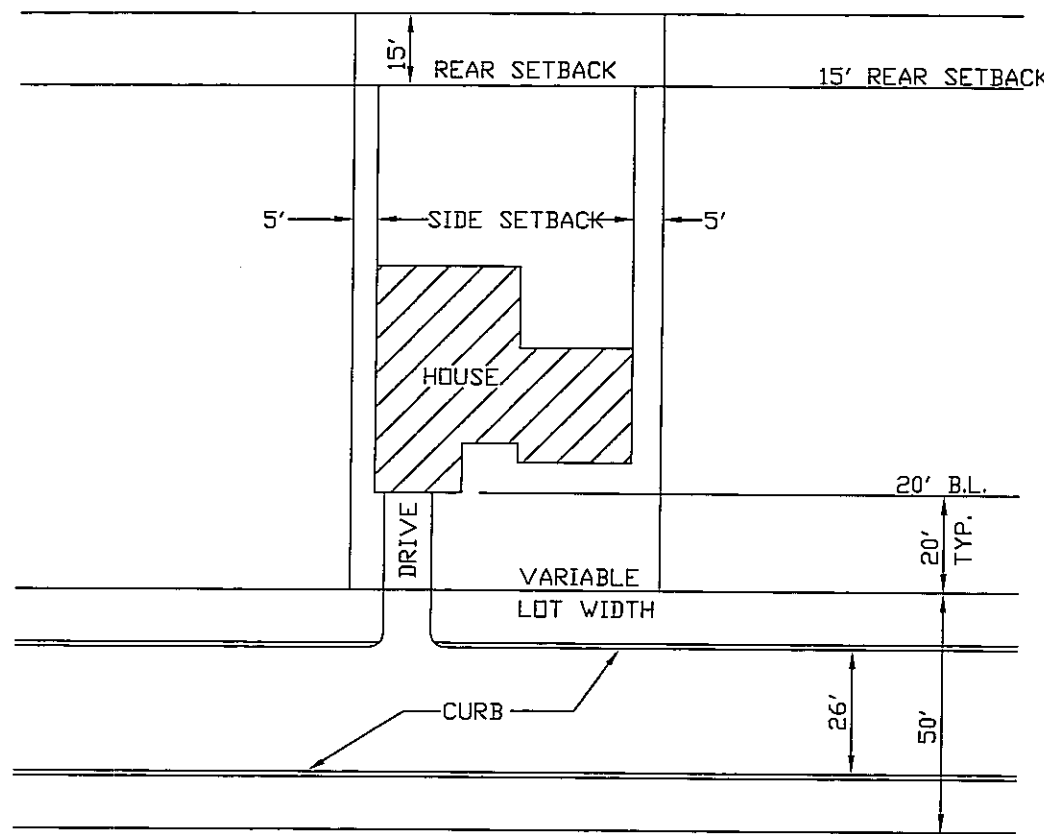 15'
REAR SETBACK
15' REAR SETBACK
5'
SIDE SETBACK
5'
HOUSE
20' B.L.
DRIVE
20'
TYP.
VARIABLE
LOT WIDTH
CURB
26'
50'